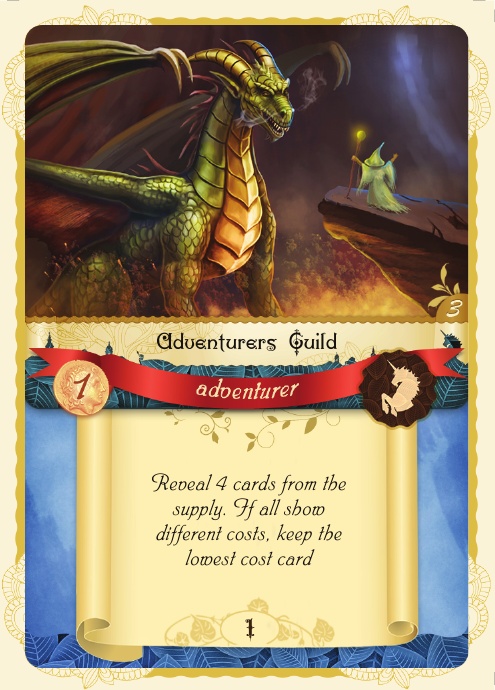 3
Adventurers Guild
1
adventurer
Reveal 4 cards from the
supply. If all show
different costs, keep the
lowest cost card
1